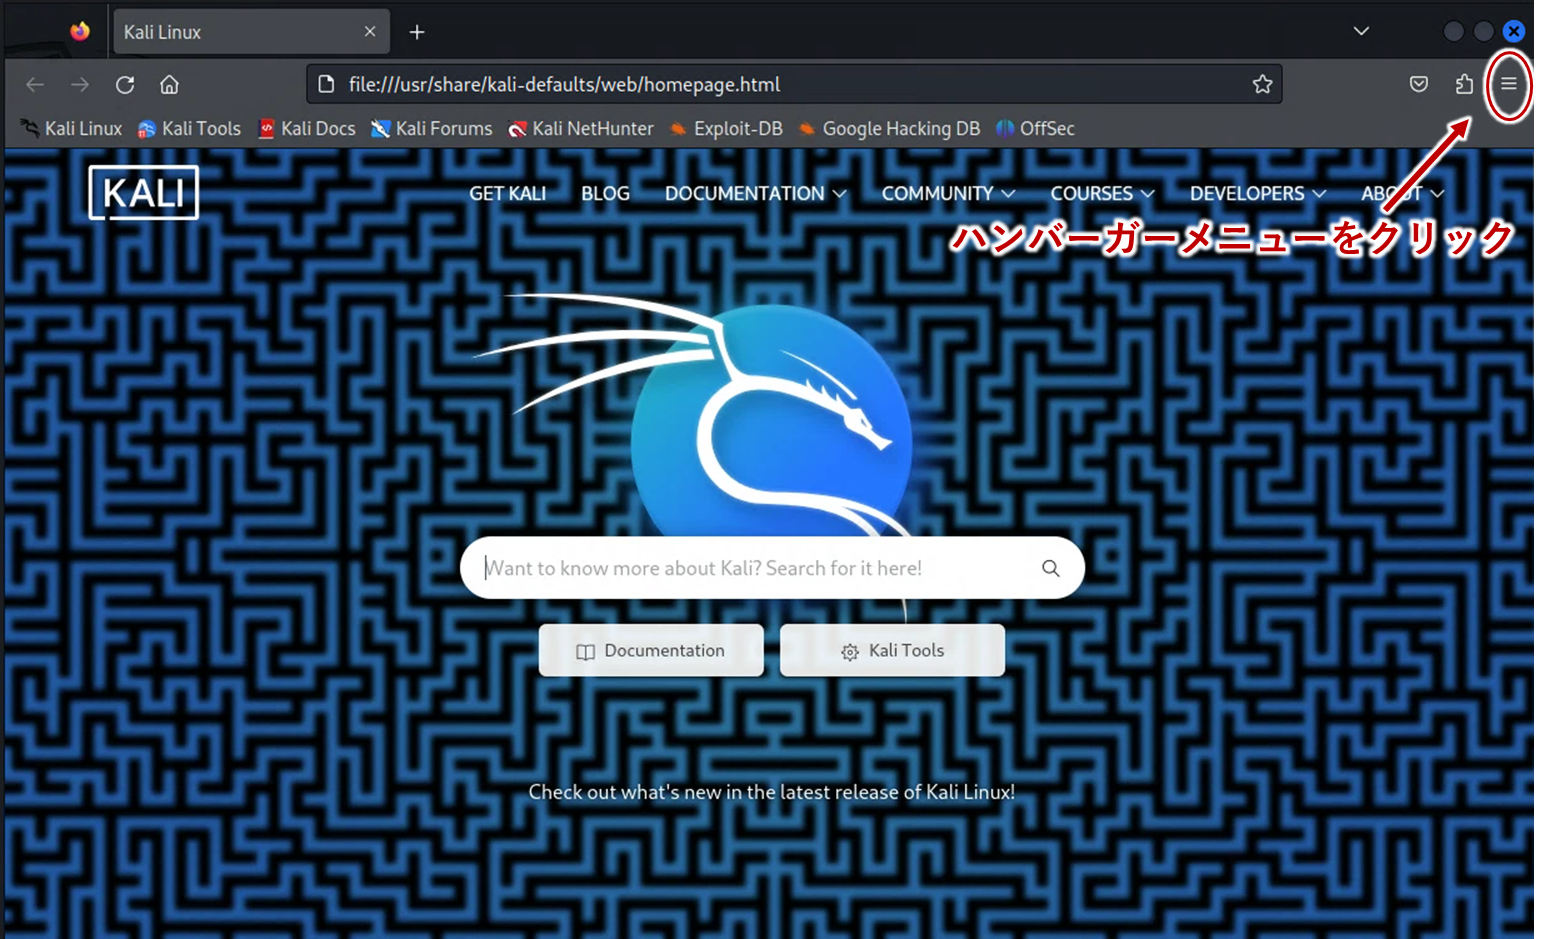 Kali Linux
file:///usr/share/kali-defaults/web/homepage.html
Kali Linux Kali Tools Kali Docs Kali Forums Kali NetHunter Exploit-DB Google Hacking DB OffSec
KALI GET KALI BLOG DOCUMENTATION COMMUNITY COURSES DEVELOPERS ABOUT
ハンバーガーメニューをクリック
Want to know more about Kali? Search for it here!
Documentation Kali Tools
Check out what's new in the latest release of Kali Linux!